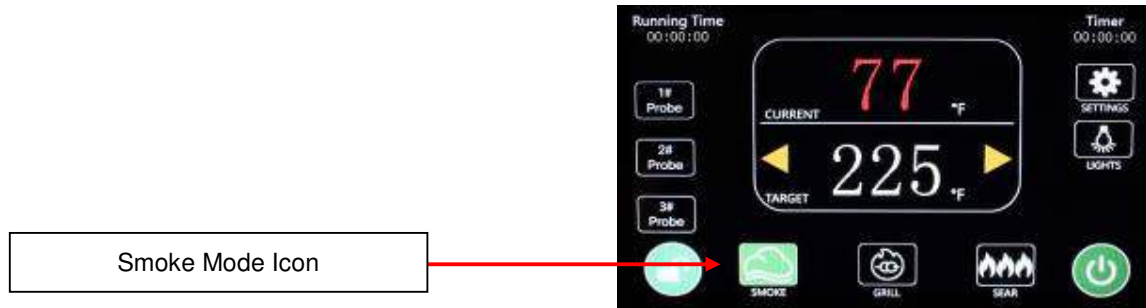 Running Time
00:00:00
Timer
00:00:00
77 °F
CURRENT
225 °F
TARGET
1#
Probe
2#
Probe
3#
Probe
SETTINGS
LIGHTS
Smoke Mode Icon
SMOKE
GRILL
SEAR